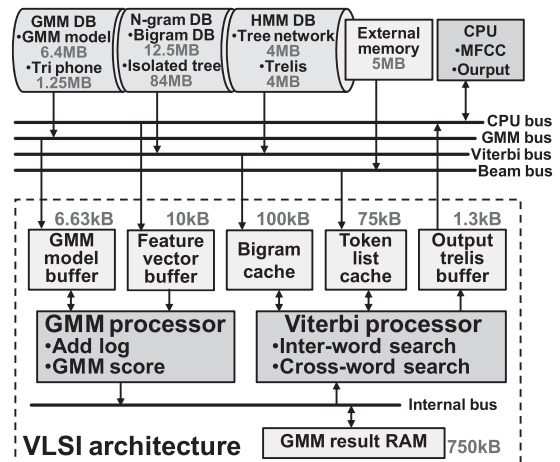 GMM DB
•GMM model
6.4MB
•Tri phone
1.25MB
N-gram DB
•Bigram DB
12.5MB
•Isolated tree
84MB
HMM DB
•Tree network
4MB
•Trelis
4MB
External
memory
5MB
CPU
•MFCC
•Ourput
CPU bus
GMM bus
Viterbi bus
Beam bus
6.63kB
10kB
100kB
75kB
1.3kB
GMM
model
buffer
Feature
vector
buffer
Bigram
cache
Token
list
cache
Output
trelis
buffer
GMM processor
•Add log
•GMM score
Viterbi processor
•Inter-word search
•Cross-word search
Internal bus
VLSI architecture
GMM result RAM
750kB